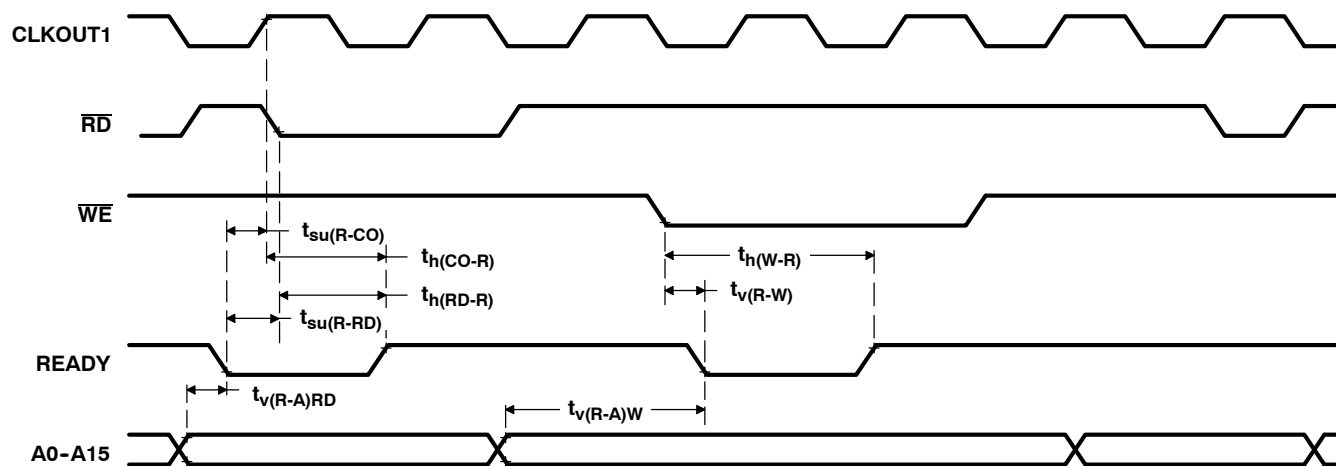 CLKOUT1
RD
WE
tsu(R-CO)
th(CO-R)
th(W-R)
tv(R-W)
th(RD-R)
tsu(R-RD)
READY
tv(R-A)RD
tv(R-A)W
A0-A15